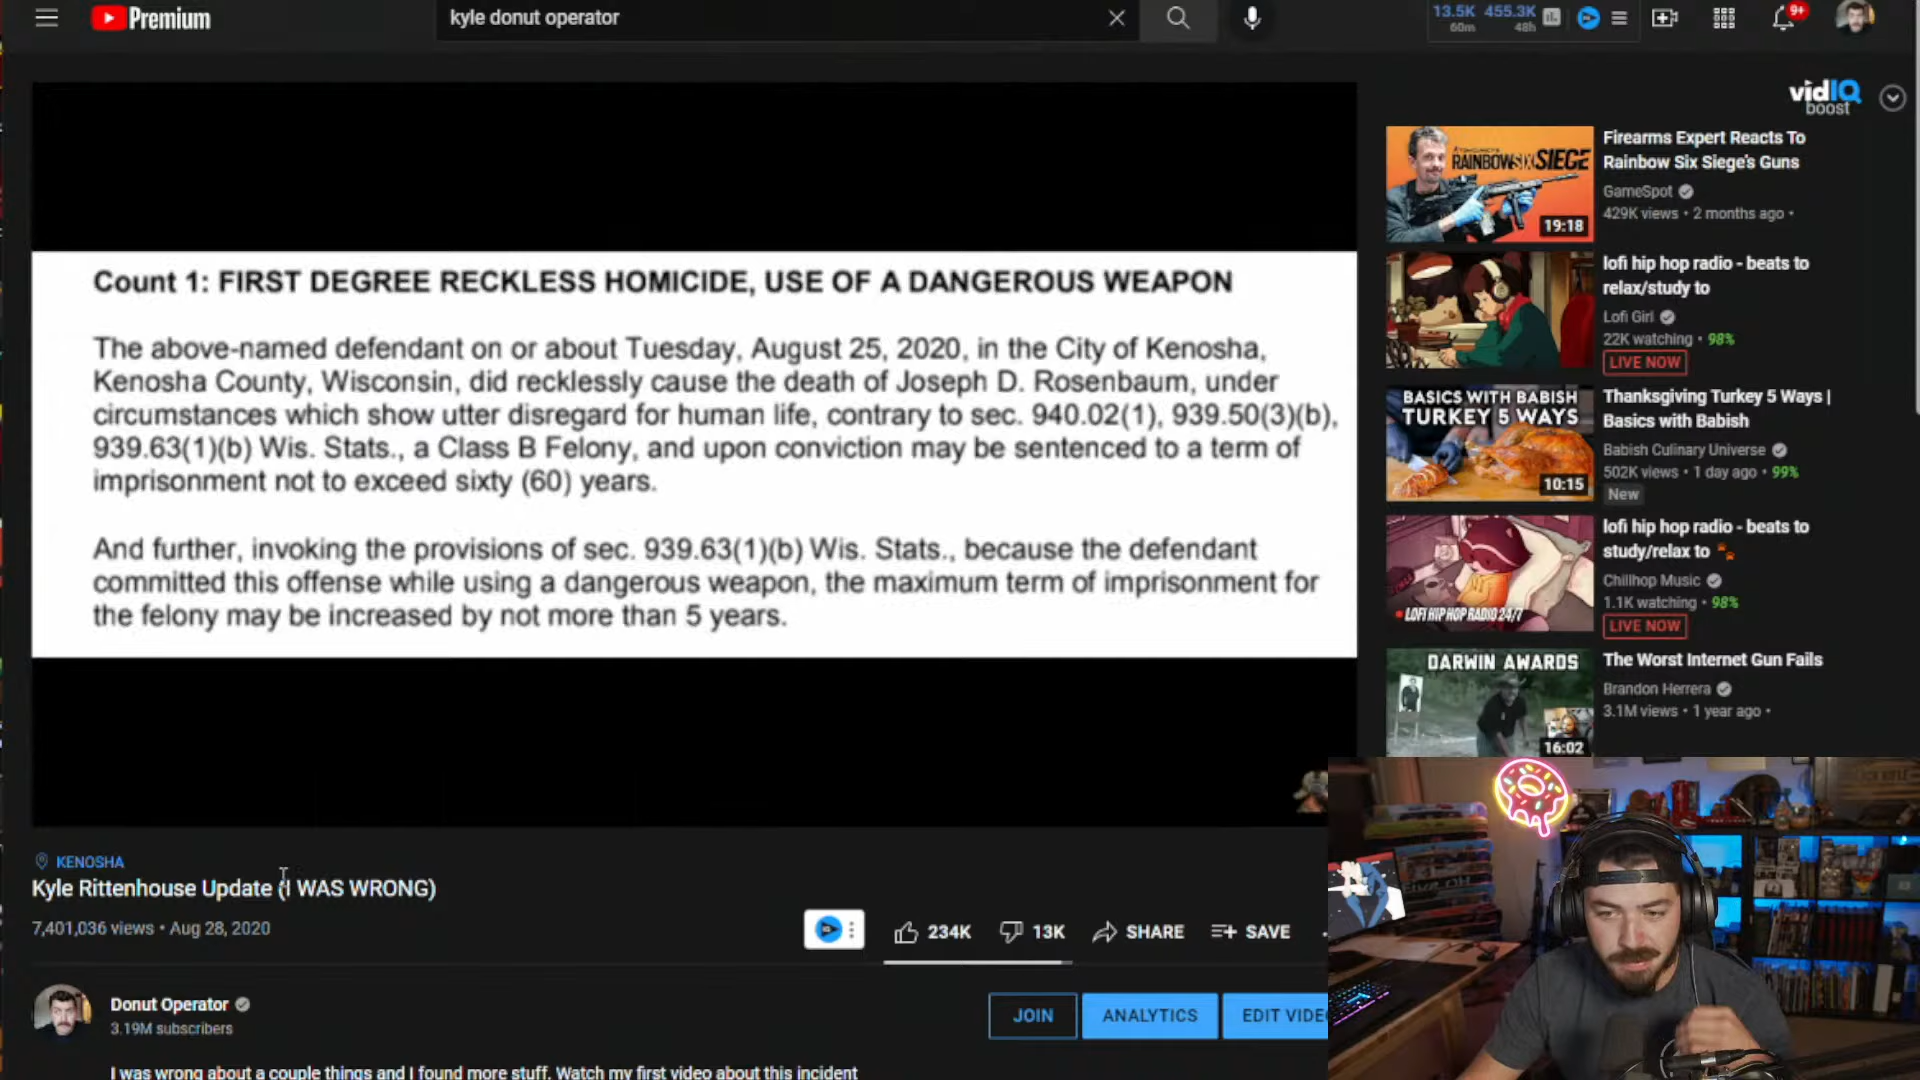 Premium
kyle donut operator
13.5K 455.3K
60m 48h
9+
vidIQ
boost
Count 1: FIRST DEGREE RECKLESS HOMICIDE, USE OF A DANGEROUS WEAPON
The above-named defendant on or about Tuesday, August 25, 2020, in the City of Kenosha,
Kenosha County, Wisconsin, did recklessly cause the death of Joseph D. Rosenbaum, under
circumstances which show utter disregard for human life, contrary to sec. 940.02(1), 939.50(3)(b),
939.63(1)(b) Wis. Stats., a Class B Felony, and upon conviction may be sentenced to a term of
imprisonment not to exceed sixty (60) years.
And further, invoking the provisions of sec. 939.63(1)(b) Wis. Stats., because the defendant
committed this offense while using a dangerous weapon, the maximum term of imprisonment for
the felony may be increased by not more than 5 years.
KENOSHA
Kyle Rittenhouse Update (I WAS WRONG)
7,401,036 views • Aug 28, 2020
234K
13K
SHARE
SAVE
Donut Operator
3.19M subscribers
JOIN
ANALYTICS
EDIT VIDE
I was wrong about a couple things and I found more stuff. Watch my first video about this incident
RAINBOWSIX SIEGE
19:18
Firearms Expert Reacts To
Rainbow Six Siege's Guns
GameSpot
429K views • 2 months ago •
lofi hip hop radio - beats to
relax/study to
Lofi Girl
22K watching • 98%
LIVE NOW
BASICS WITH BABISH
TURKEY 5 WAYS
10:15
Thanksgiving Turkey 5 Ways |
Basics with Babish
Babish Culinary Universe
502K views • 1 day ago • 99%
New
LOFI HIP HOP RADIO 24/7
lofi hip hop radio - beats to
study/relax to
Chillhop Music
1.1K watching • 98%
LIVE NOW
DARWIN AWARDS
16:02
The Worst Internet Gun Fails
Brandon Herrera
3.1M views • 1 year ago •